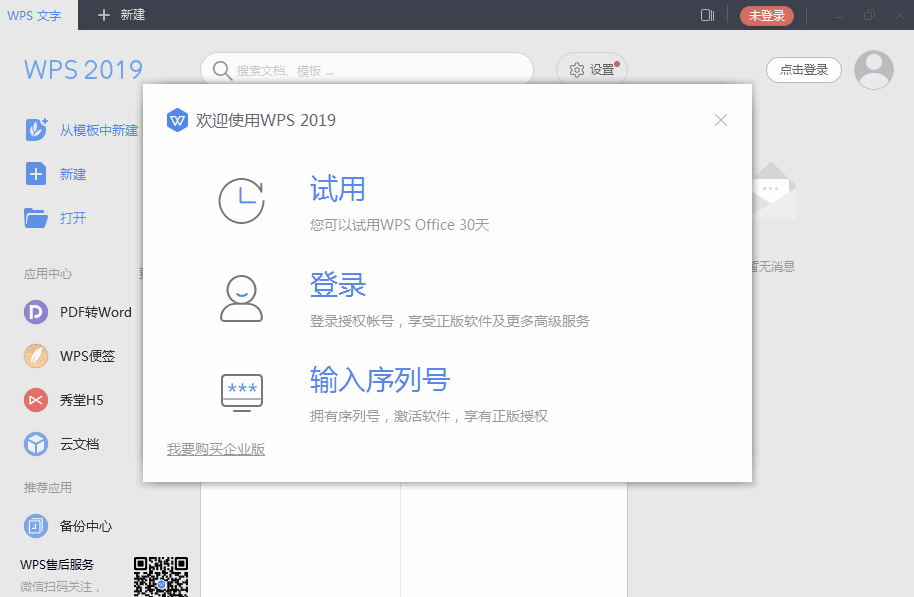 WPS 文字
新建
未登录
WPS 2019
搜索文档、模板 ...
设置
点击登录
欢迎使用WPS 2019
从模板中新建
新建
打开
试用
您可以试用WPS Office 30天
登录
登录授权帐号，享受正版软件及更多高级服务
输入序列号
拥有序列号，激活软件，享有正版授权
我要购买企业版
暂无消息
应用中心
PDF转Word
WPS便签
秀堂H5
云文档
推荐应用
备份中心
WPS售后服务
微信扫码关注，